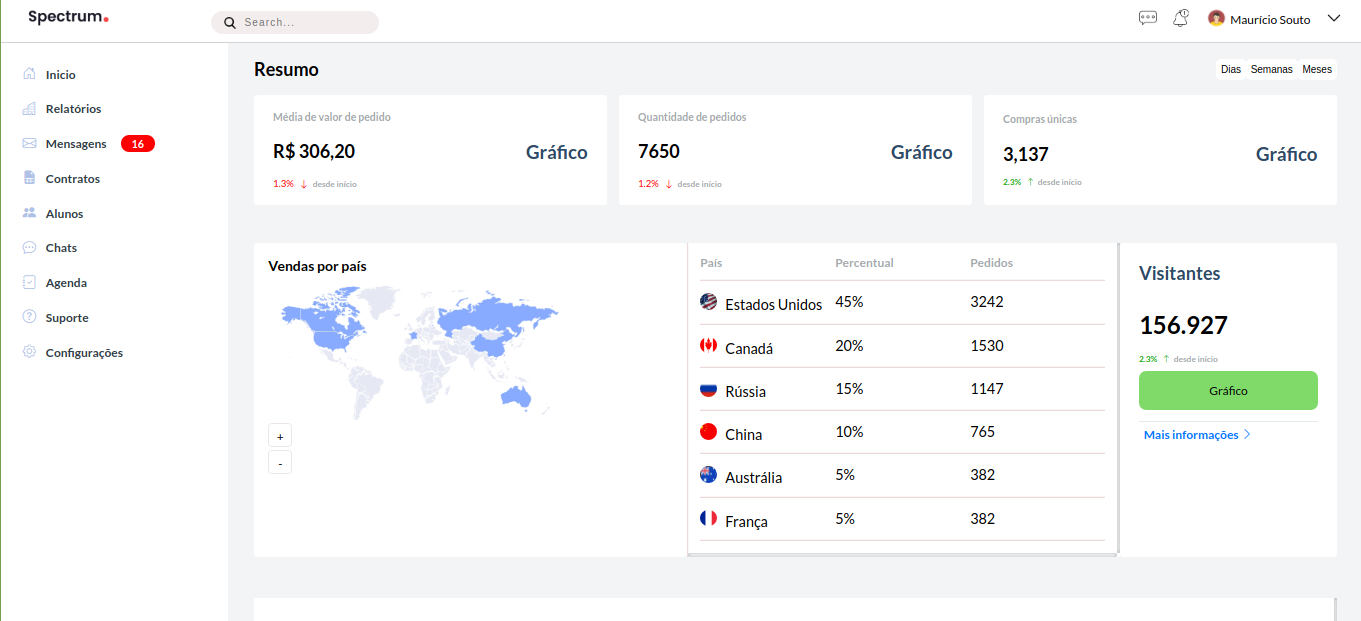 Spectrum.
Search...
Maurício Souto
Inicio
Relatórios
Mensagens 16
Contratos
Alunos
Chats
Agenda
Suporte
Configurações
Resumo
Dias Semanas Meses
Média de valor de pedido
R$ 306,20 Gráfico
1.3% ↓ desde início
Quantidade de pedidos
7650 Gráfico
1.2% ↓ desde início
Compras únicas
3,137 Gráfico
2.3% ↑ desde início
Vendas por país
+
-
País Percentual Pedidos
Estados Unidos 45% 3242
Canadá 20% 1530
Rússia 15% 1147
China 10% 765
Austrália 5% 382
França 5% 382
Visitantes
156.927
2.3% ↑ desde início
Gráfico
Mais informações >